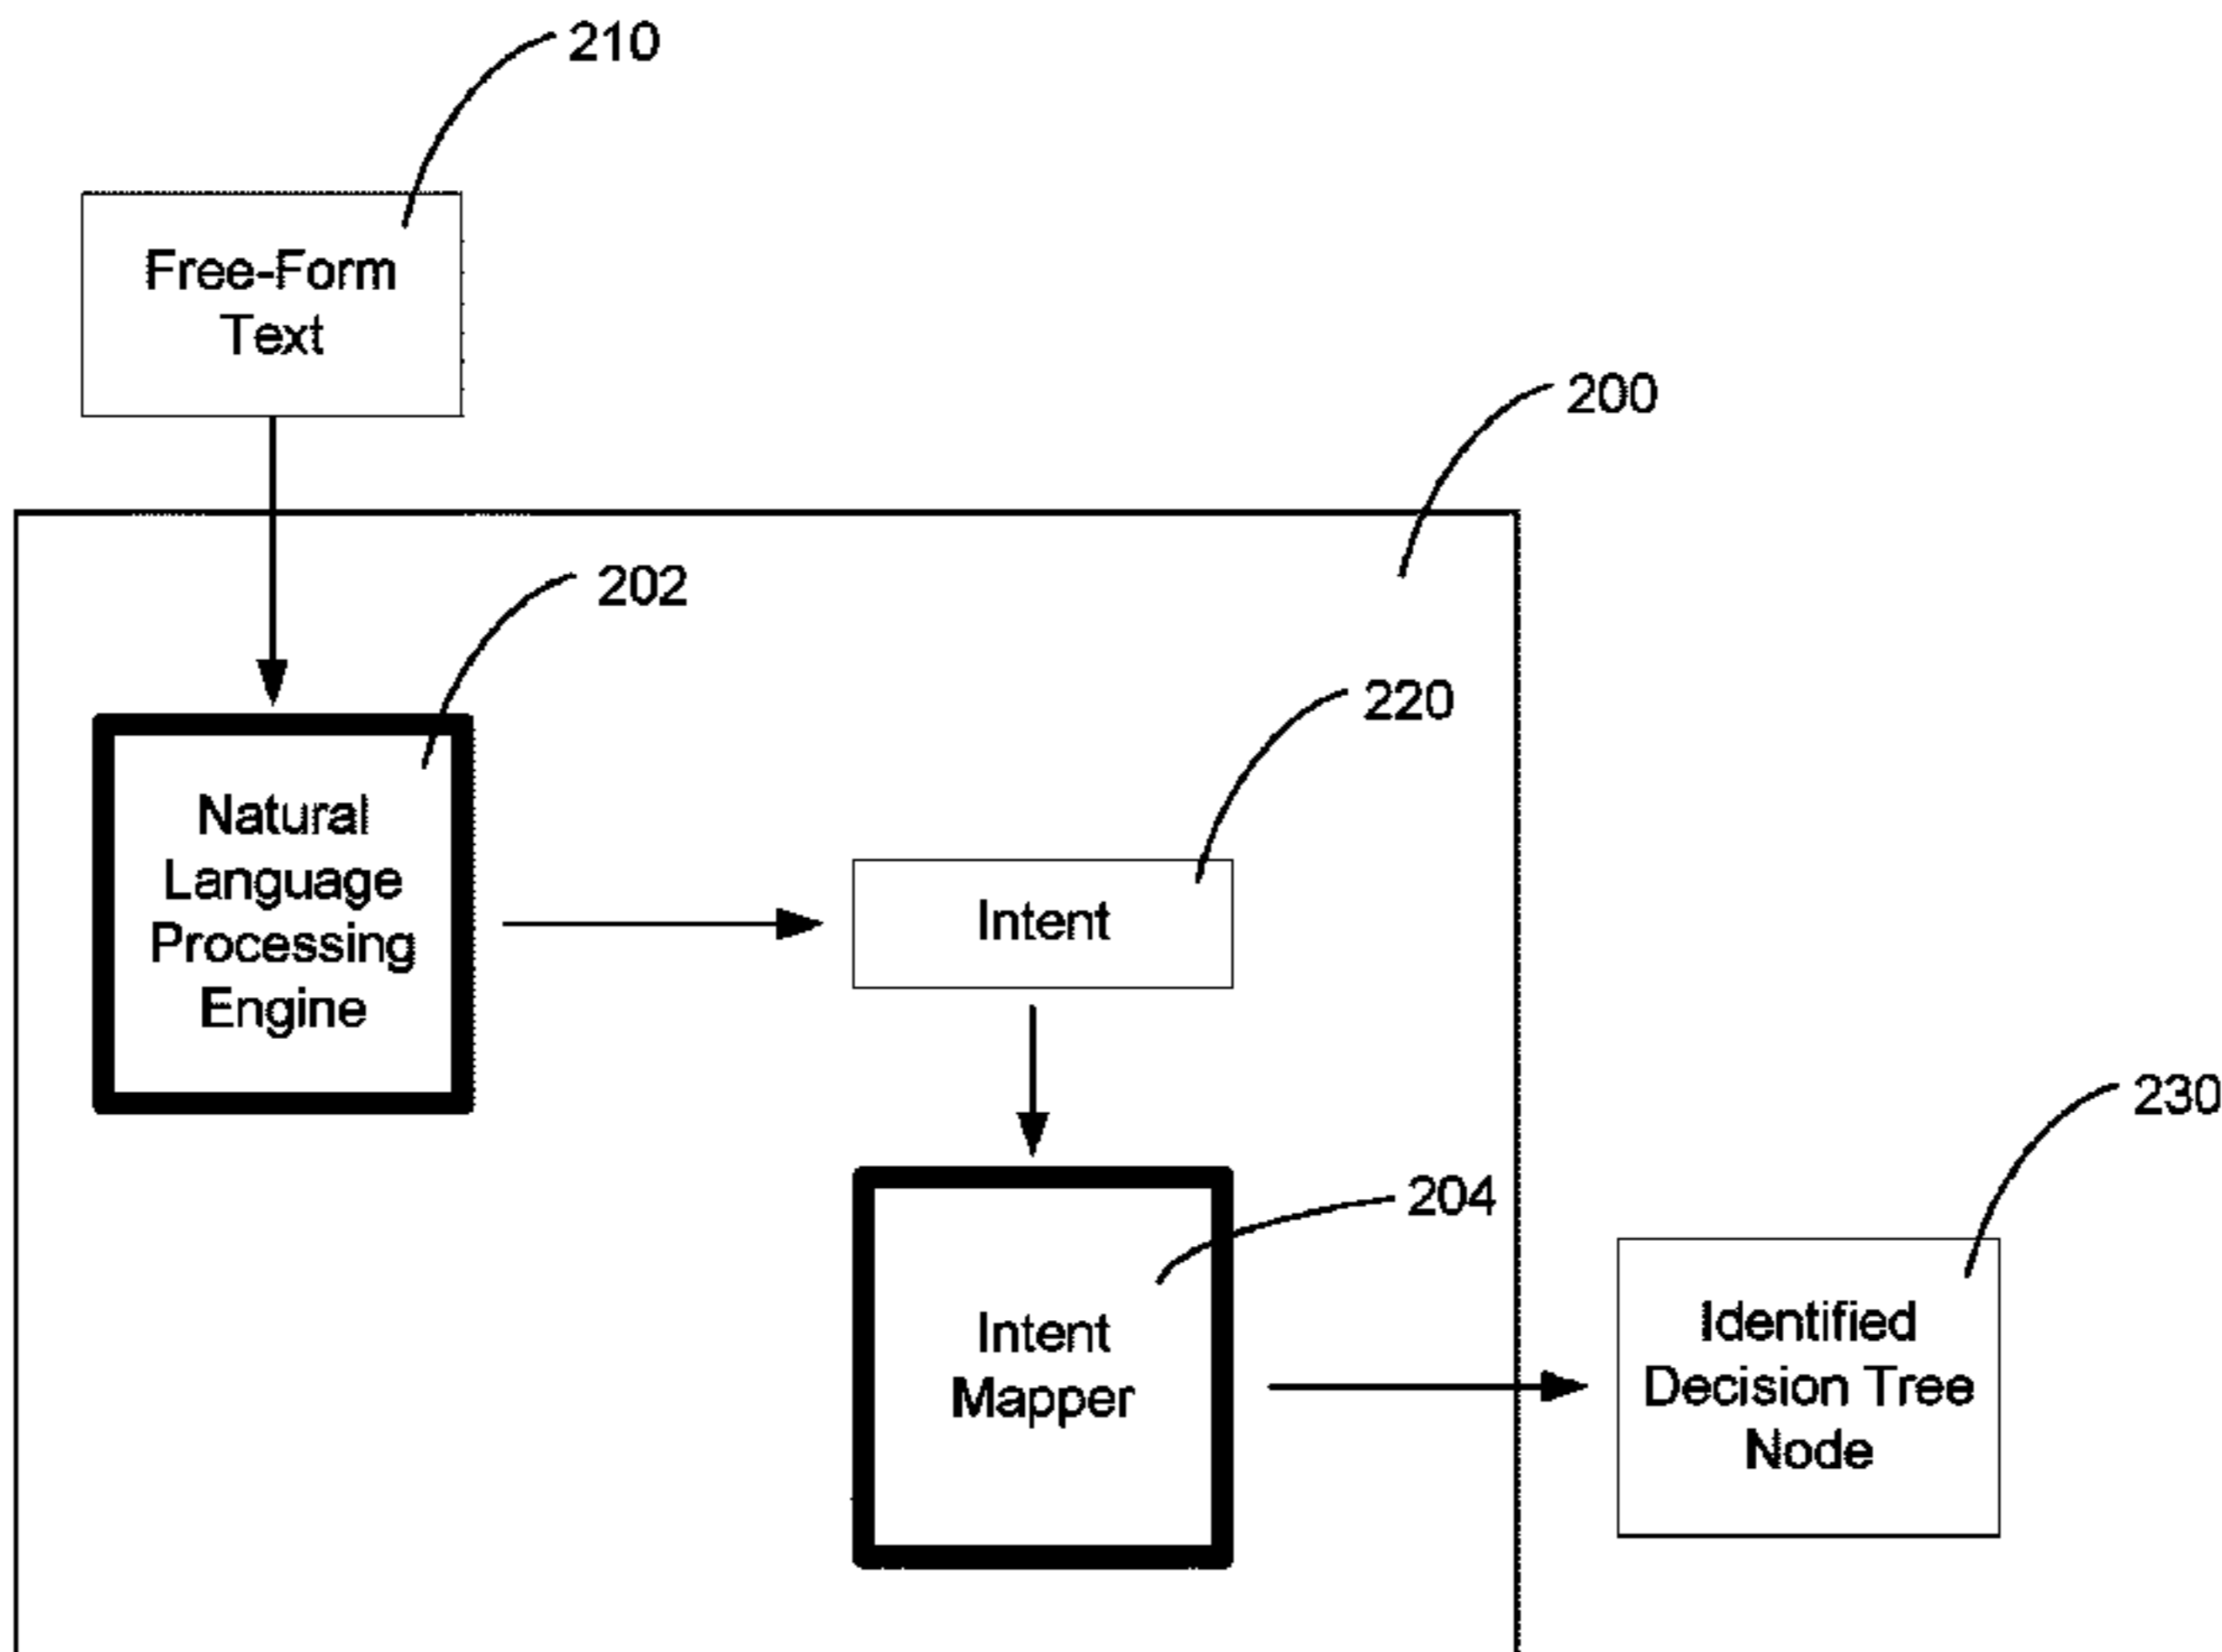 210
Free-Form
Text
200
202
220
Natural
Language
Processing
Engine
Intent
230
204
Intent
Mapper
Identified
Decision Tree
Node